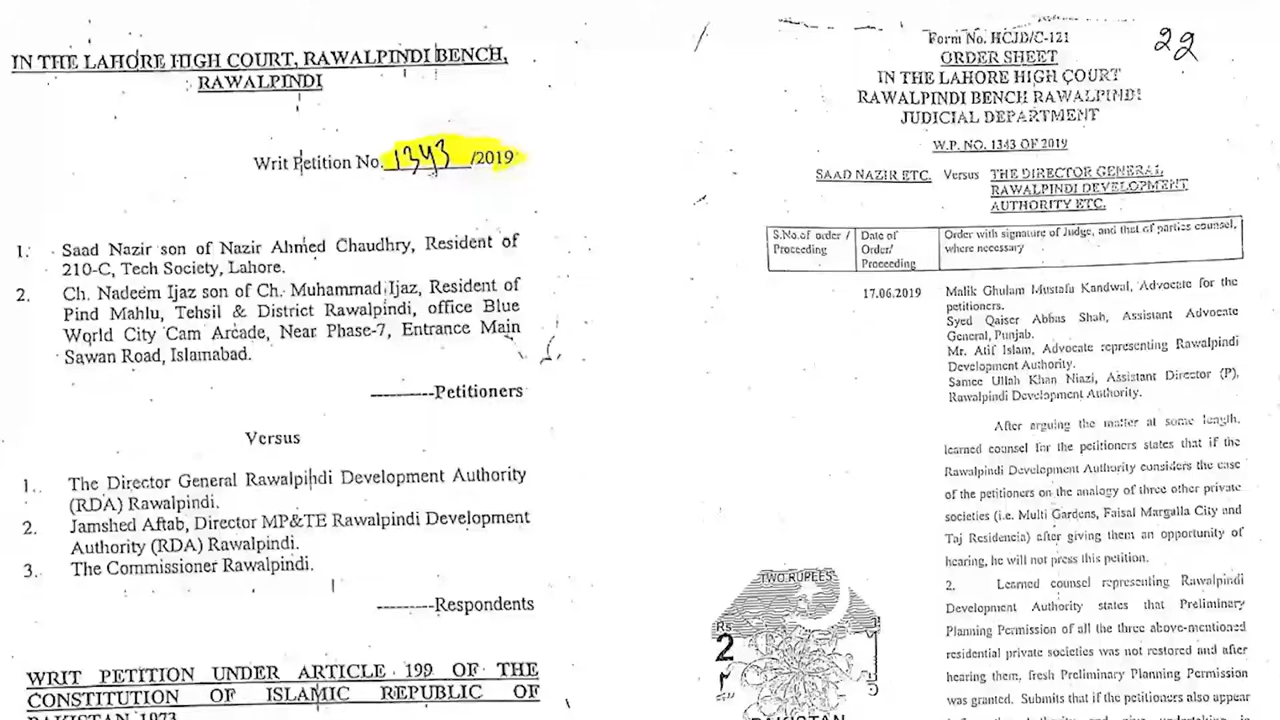 IN THE LAHORE HIGH COURT, RAWALPINDI BENCH,
RAWALPINDI
Writ Petition No. 1343 /2019
1. Saad Nazir son of Nazir Ahmed Chaudhry, Resident of
210-C, Tech Society, Lahore.
2. Ch. Nadeem Ijaz son of Ch. Muhammad Ijaz, Resident of
Pind Mahlu, Tehsil & District Rawalpindi, office Blue
World City Cam Arcade, Near Phase-7, Entrance Main
Sawan Road, Islamabad.
----------Petitioners
Versus
1. The Director General Rawalpindi Development Authority
(RDA) Rawalpindi.
2. Jamshed Aftab, Director MP&TE Rawalpindi Development
Authority (RDA) Rawalpindi.
3. The Commissioner Rawalpindi.
---------Respondents
WRIT PETITION UNDER ARTICLE 199 OF THE
CONSTITUTION OF ISLAMIC REPUBLIC OF
PAKISTAN 1973
22
Form No. HCJD/C-121
ORDER SHEET
IN THE LAHORE HIGH COURT
RAWALPINDI BENCH RAWALPINDI
JUDICIAL DEPARTMENT
W.P. NO. 1343 OF 2019
SAAD NAZIR ETC. Versus THE DIRECTOR GENERAL
RAWALPINDI DEVELOPMENT
AUTHORITY ETC.
S.No.of order / Proceeding
Date of Order/ Proceeding
Order with signature of Judge, and that of parties counsel, where necessary
17.06.2019 Malik Ghulam Mustafa Kandwal, Advocate for the
petitioners.
Syed Qaiser Abbas Shah, Assistant Advocate
General, Punjab.
Mr. Atif Islam, Advocate representing Rawalpindi
Development Authority.
Samee Ullah Khan Niazi, Assistant Director (P),
Rawalpindi Development Authority.
After arguing the matter at some length,
learned counsel for the petitioners states that if the
Rawalpindi Development Authority considers the case
of the petitioners on the analogy of three other private
societies (i.e. Multi Gardens, Faisal Margalla City and
Taj Residencia) after giving them an opportunity of
hearing, he will not press this petition.
2. Learned counsel representing Rawalpindi
Development Authority states that Preliminary
Planning Permission of all the three above-mentioned
residential private societies was not restored and after
hearing them, fresh Preliminary Planning Permission
was granted. Submits that if the petitioners also appear
TWO RUPEES
Rs
2
PAKISTAN